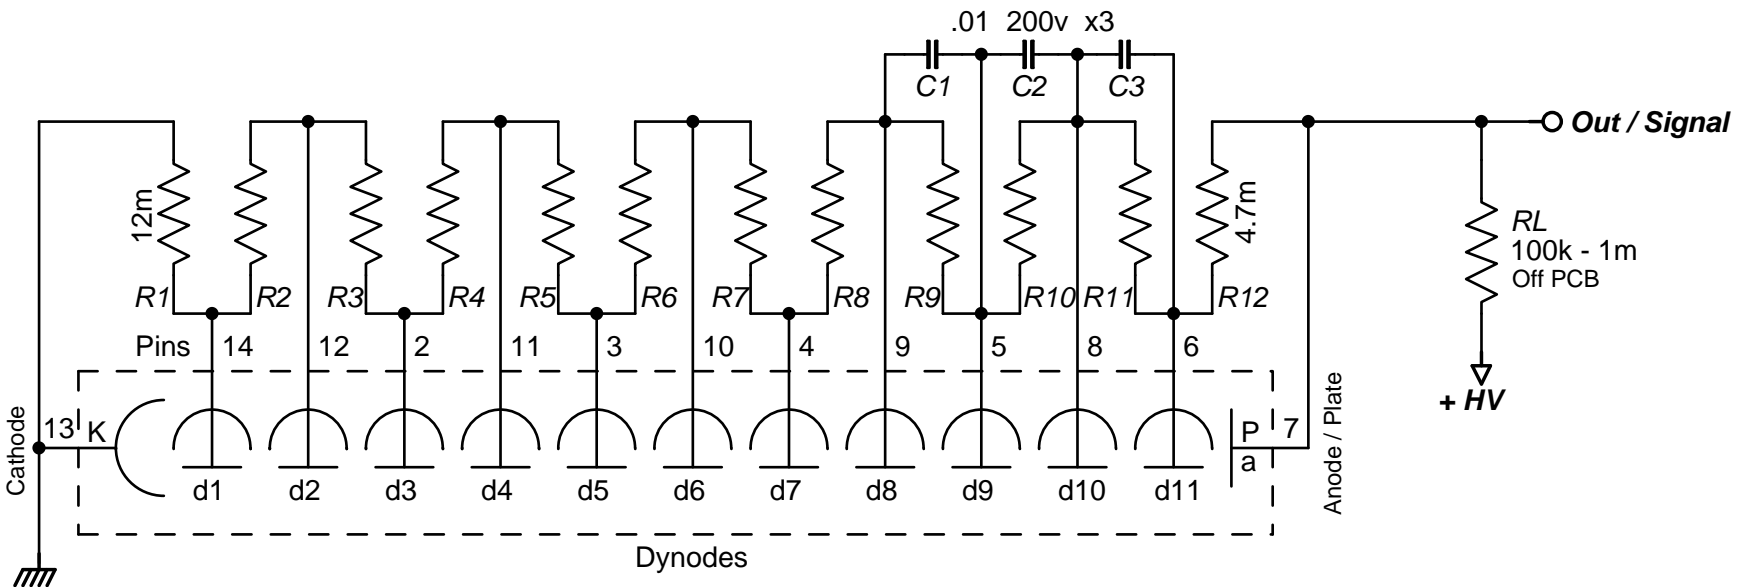 .01 200v x3
C1 C2 C3
Out / Signal
12m
4.7m
RL
100k - 1m
Off PCB
R1 R2 R3 R4 R5 R6 R7 R8 R9 R10 R11 R12
Pins 14 12 2 11 3 10 4 9 5 8 6
+ HV
Cathode
13 K
P 7
a
Anode / Plate
d1 d2 d3 d4 d5 d6 d7 d8 d9 d10 d11
Dynodes